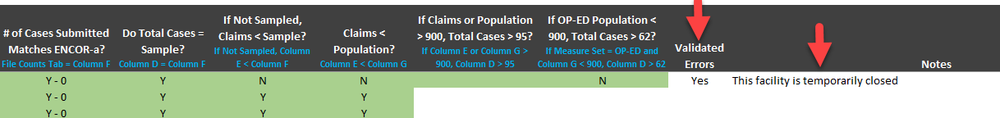 # of Cases Submitted Matches ENCOR-a?
File Counts Tab = Column F
Do Total Cases = Sample?
Column D = Column F
If Not Sampled, Claims < Sample?
If Not Sampled, Column E < Column F
Claims < Population?
Column E < Column G
If Claims or Population > 900, Total Cases > 95?
If Column E or Column G > 900, Column D > 95
If OP-ED Population < 900, Total Cases > 62?
If Measure Set = OP-ED and Column G < 900, Column D > 62
Validated Errors
Notes
Y - 0 Y N N N Yes This facility is temporarily closed
Y - 0 Y Y Y
Y - 0 Y Y Y